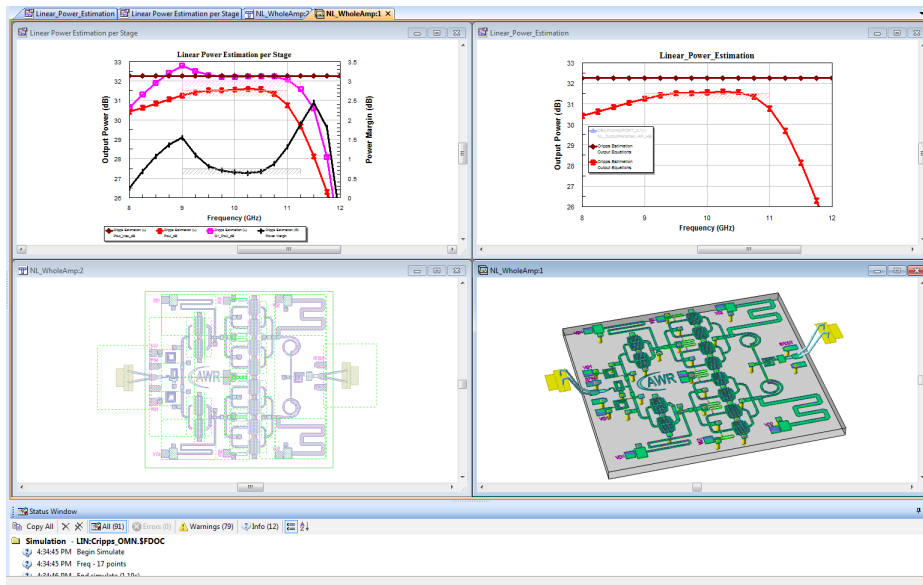 Linear_Power_Estimation Linear Power Estimation per Stage NL_WholeAmp:2 NL_WholeAmp:1
Linear Power Estimation per Stage
Linear Power Estimation per Stage
Output Power (dB)
33
32
31
30
29
28
27
26
3.5
3
2.5
2
1.5
1
.5
0
Power Margin (dB)
8 9 10 11 12
Frequency (GHz)
Linear_Power_Estimation
Linear_Power_Estimation
Output Power (dB)
33
32
31
30
29
28
27
26
Cripps Estimation
Output Equations
Cripps Estimation
Output Equations
8 9 10 11 12
Frequency (GHz)
NL_WholeAmp:2
AWR
NL_WholeAmp:1
AWR
Status Window
Copy All All (91) Errors (0) Warnings (79) Info (12)
Simulation - LIN:Cripps_OMN.$FDOC
4:34:45 PM Begin Simulate
4:34:45 PM Freq - 17 points